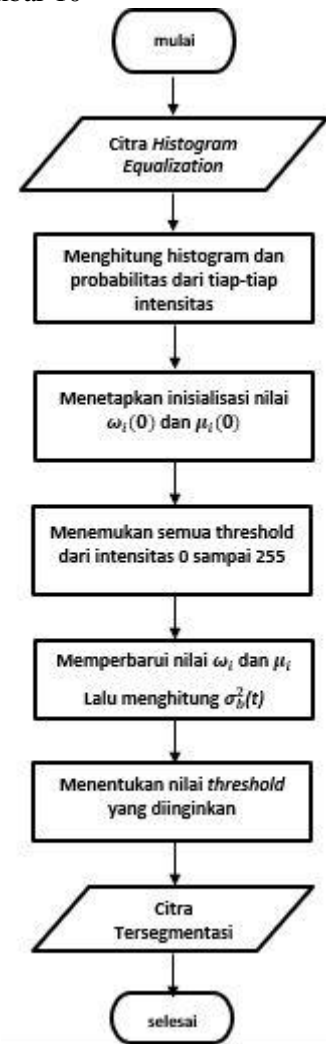 mulai
Citra Histogram
Equalization
Menghitung histogram dan
probabilitas dari tiap-tiap
intensitas
Menetapkan inisialisasi nilai
ωᵢ(0) dan μᵢ(0)
Menemukan semua threshold
dari intensitas 0 sampai 255
Memperbarui nilai ωᵢ dan μᵢ
Lalu menghitung σ²_b(t)
Menentukan nilai threshold
yang diinginkan
Citra
Tersegmentasi
selesai